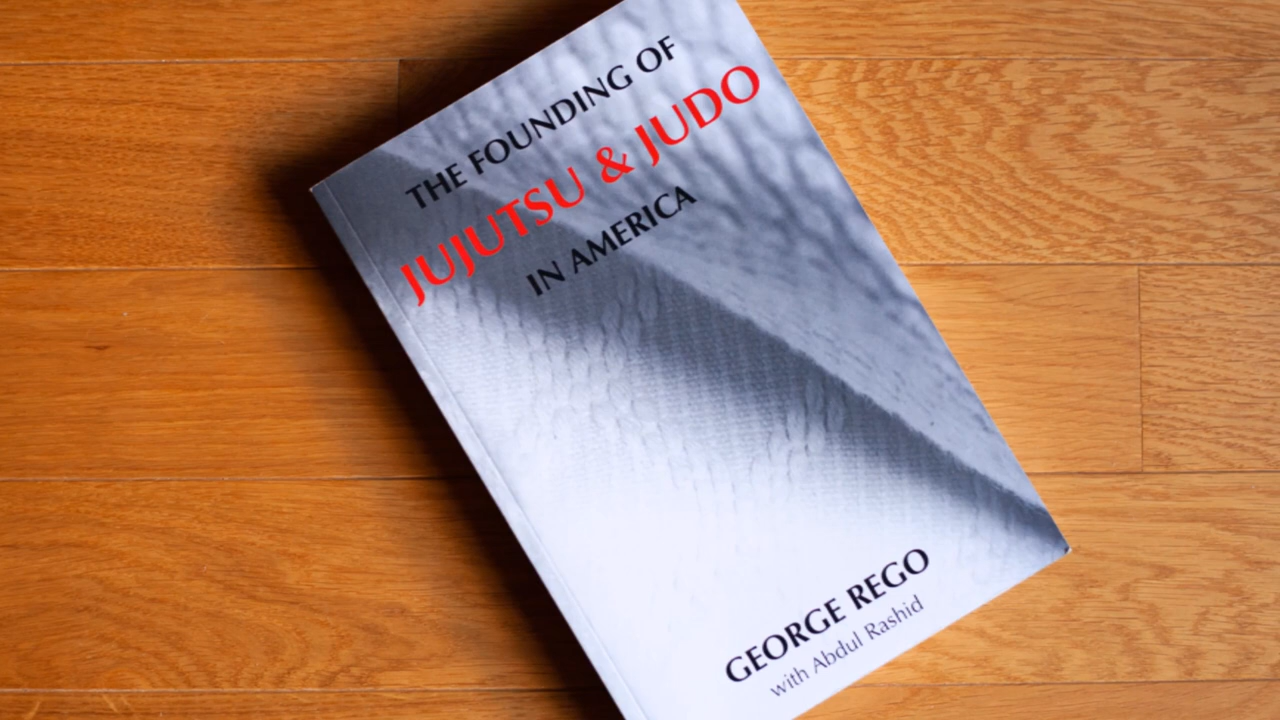 THE FOUNDING OF
JUJUTSU & JUDO
IN AMERICA
GEORGE REGO
with Abdul Rashid